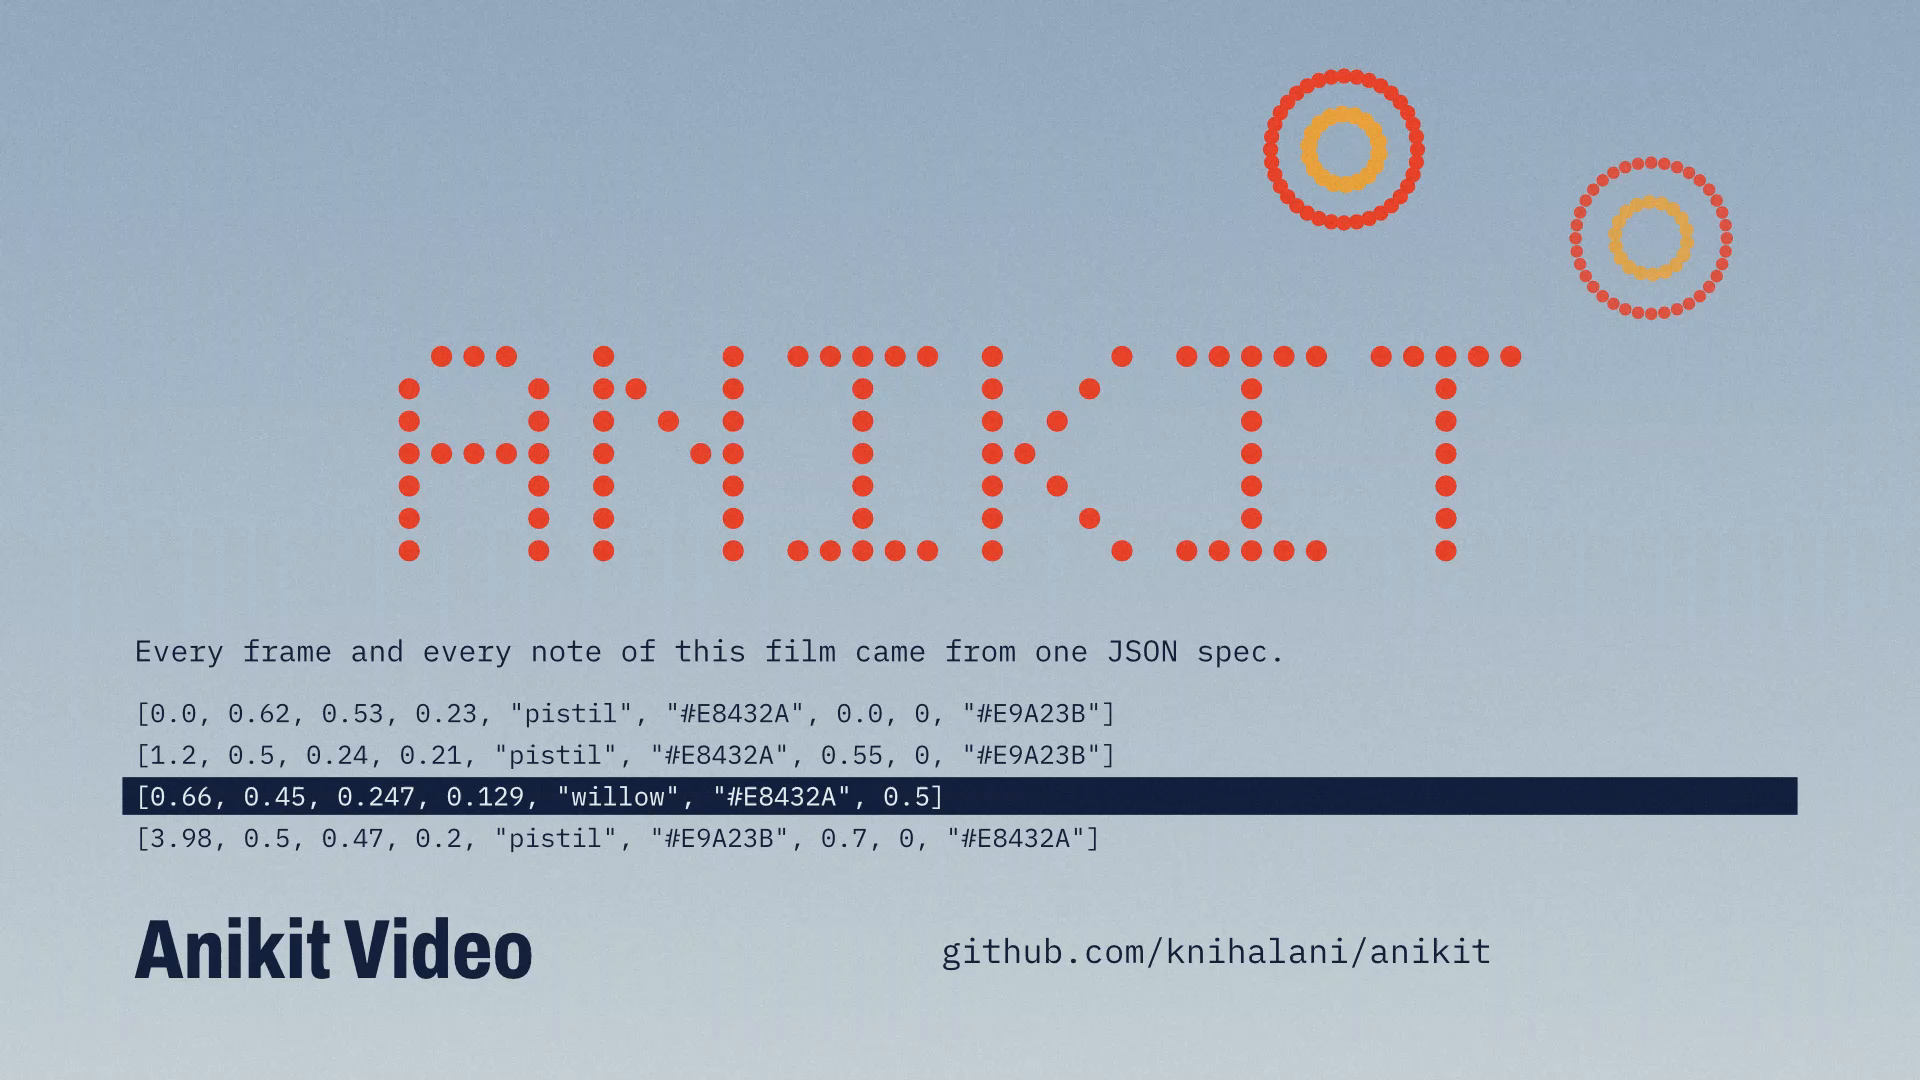 ANIKIT
Every frame and every note of this film came from one JSON spec.
[0.0, 0.62, 0.53, 0.23, "pistil", "#E8432A", 0.0, 0, "#E9A23B"]
[1.2, 0.5, 0.24, 0.21, "pistil", "#E8432A", 0.55, 0, "#E9A23B"]
[0.66, 0.45, 0.247, 0.129, "willow", "#E8432A", 0.5]
[3.98, 0.5, 0.47, 0.2, "pistil", "#E9A23B", 0.7, 0, "#E8432A"]
Anikit Video
github.com/knihalani/anikit